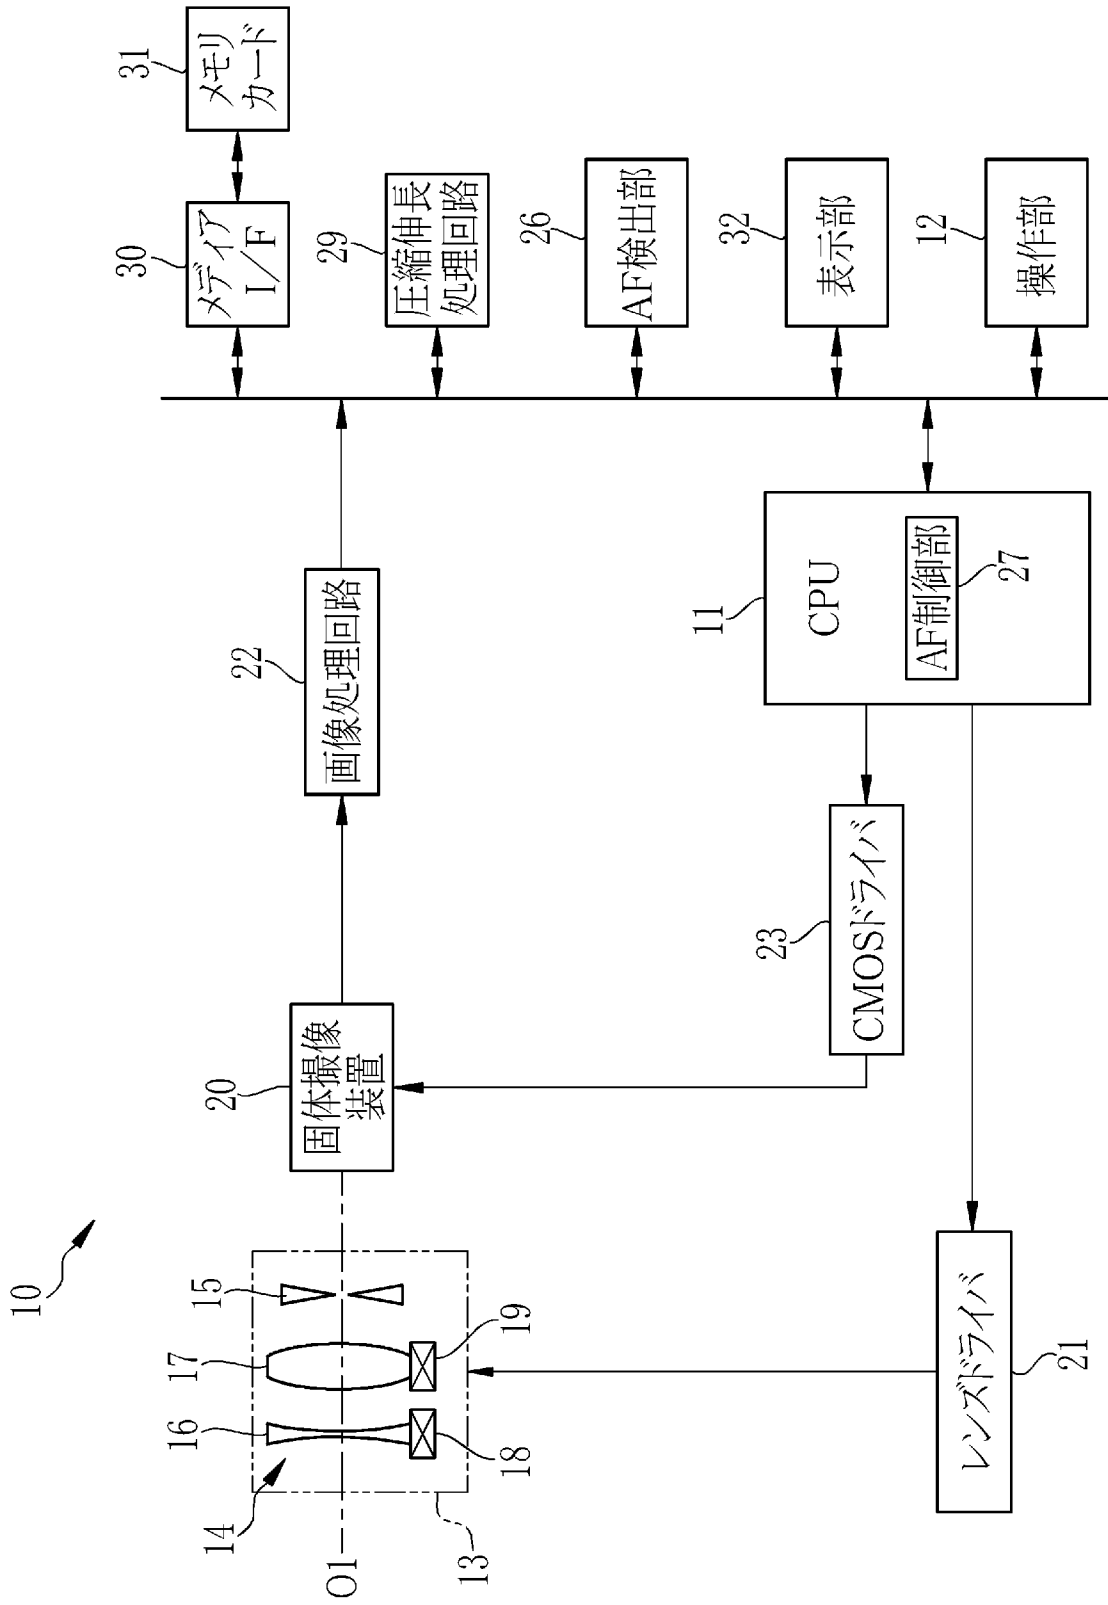 10
14
16
17
15
18
19
13
O1
20
固体撮像
装置
22
画像処理回路
30
メディア
I/F
31
メモリ
カード
29
圧縮伸長
処理回路
26
AF検出部
32
表示部
12
操作部
11
CPU
AF制御部
27
23
CMOSドライバ
21
レンズドライバ